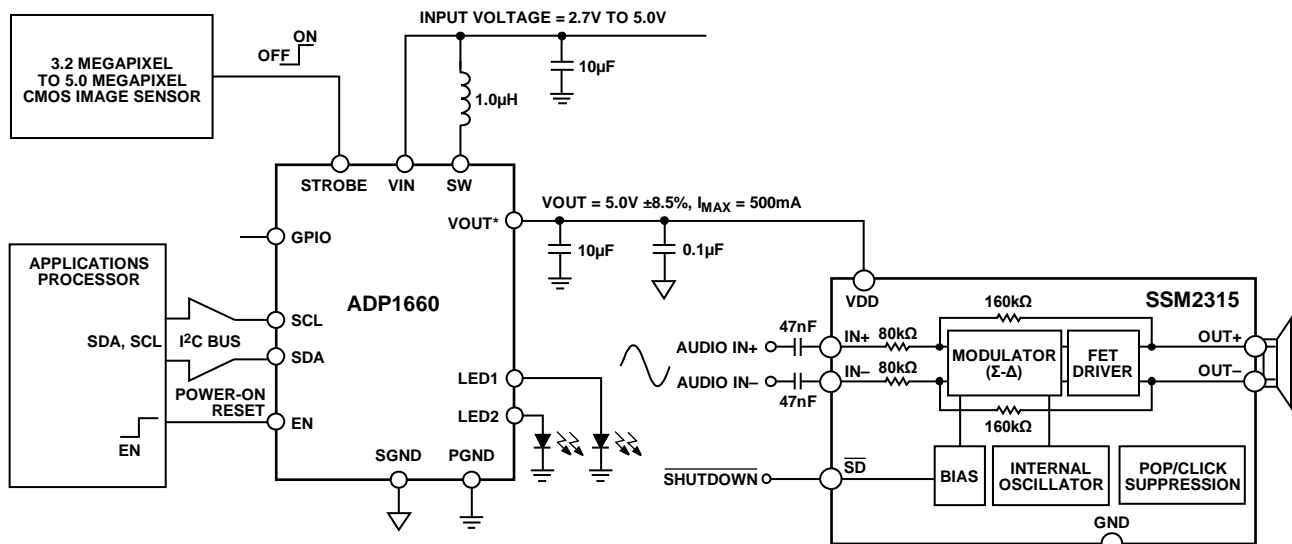 INPUT VOLTAGE = 2.7V TO 5.0V
ON
OFF
3.2 MEGAPIXEL
TO 5.0 MEGAPIXEL
CMOS IMAGE SENSOR
10µF
1.0µH
STROBE
VIN
SW
VOUT = 5.0V ±8.5%, IMAX = 500mA
VOUT*
GPIO
10µF
0.1µF
APPLICATIONS
PROCESSOR
ADP1660
SCL
SDA, SCL
I2C BUS
SDA
POWER-ON
RESET
EN
EN
LED1
LED2
SGND
PGND
VDD
160kΩ
SSM2315
47nF
AUDIO IN+
IN+
80kΩ
MODULATOR
(Σ-Δ)
FET
DRIVER
OUT+
AUDIO IN–
IN–
80kΩ
OUT–
47nF
160kΩ
SHUTDOWN
SD
BIAS
INTERNAL
OSCILLATOR
POP/CLICK
SUPPRESSION
GND